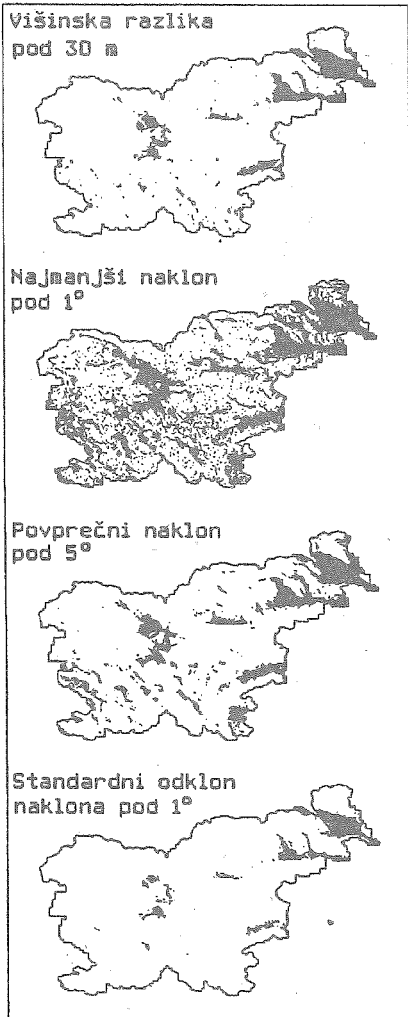 Višinska razlika
pod 30 m
Najmanjši naklon
pod 1°
Povprečni naklon
pod 5°
Standardni odklon
naklona pod 1°